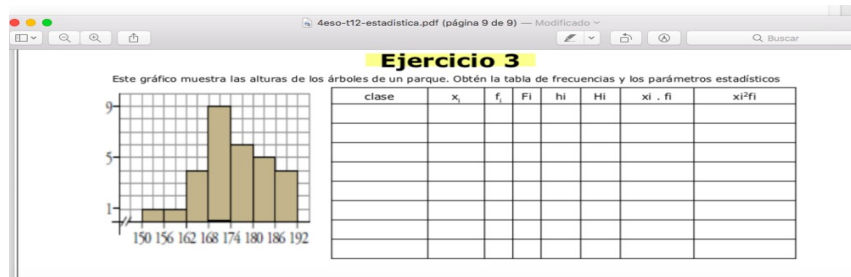 4eso-t12-estadistica.pdf (página 9 de 9) — Modificado
Buscar
Ejercicio 3
Este gráfico muestra las alturas de los árboles de un parque. Obtén la tabla de frecuencias y los parámetros estadísticos
clase xi fi Fi hi Hi xi . fi xi²fi
9
5
1
150 156 162 168 174 180 186 192